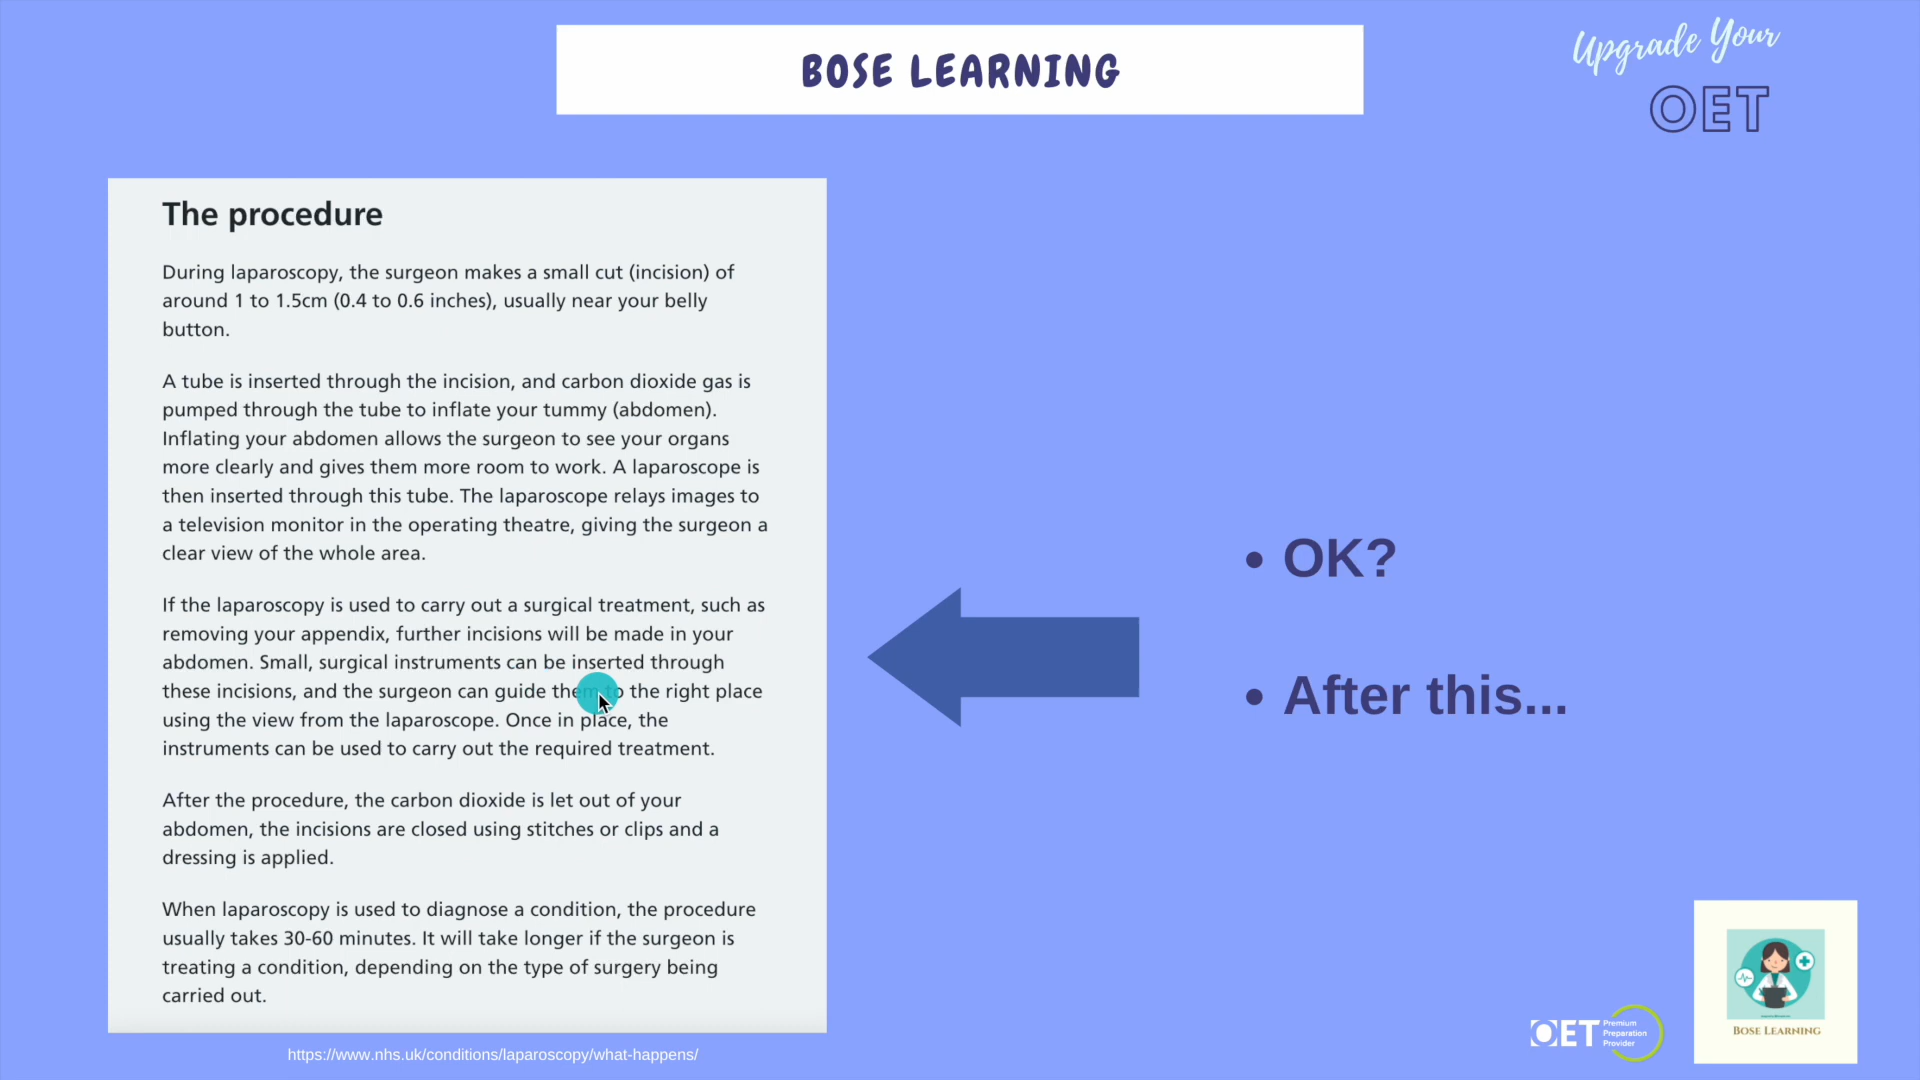 BOSE LEARNING
Upgrade Your
OET
The procedure
During laparoscopy, the surgeon makes a small cut (incision) of
around 1 to 1.5cm (0.4 to 0.6 inches), usually near your belly
button.
A tube is inserted through the incision, and carbon dioxide gas is
pumped through the tube to inflate your tummy (abdomen).
Inflating your abdomen allows the surgeon to see your organs
more clearly and gives them more room to work. A laparoscope is
then inserted through this tube. The laparoscope relays images to
a television monitor in the operating theatre, giving the surgeon a
clear view of the whole area.
If the laparoscopy is used to carry out a surgical treatment, such as
removing your appendix, further incisions will be made in your
abdomen. Small, surgical instruments can be inserted through
these incisions, and the surgeon can guide them to the right place
using the view from the laparoscope. Once in place, the
instruments can be used to carry out the required treatment.
After the procedure, the carbon dioxide is let out of your
abdomen, the incisions are closed using stitches or clips and a
dressing is applied.
When laparoscopy is used to diagnose a condition, the procedure
usually takes 30-60 minutes. It will take longer if the surgeon is
treating a condition, depending on the type of surgery being
carried out.
https://www.nhs.uk/conditions/laparoscopy/what-happens/
• OK?
• After this...
OET
Premium
Preparation
Provider
BOSE LEARNING